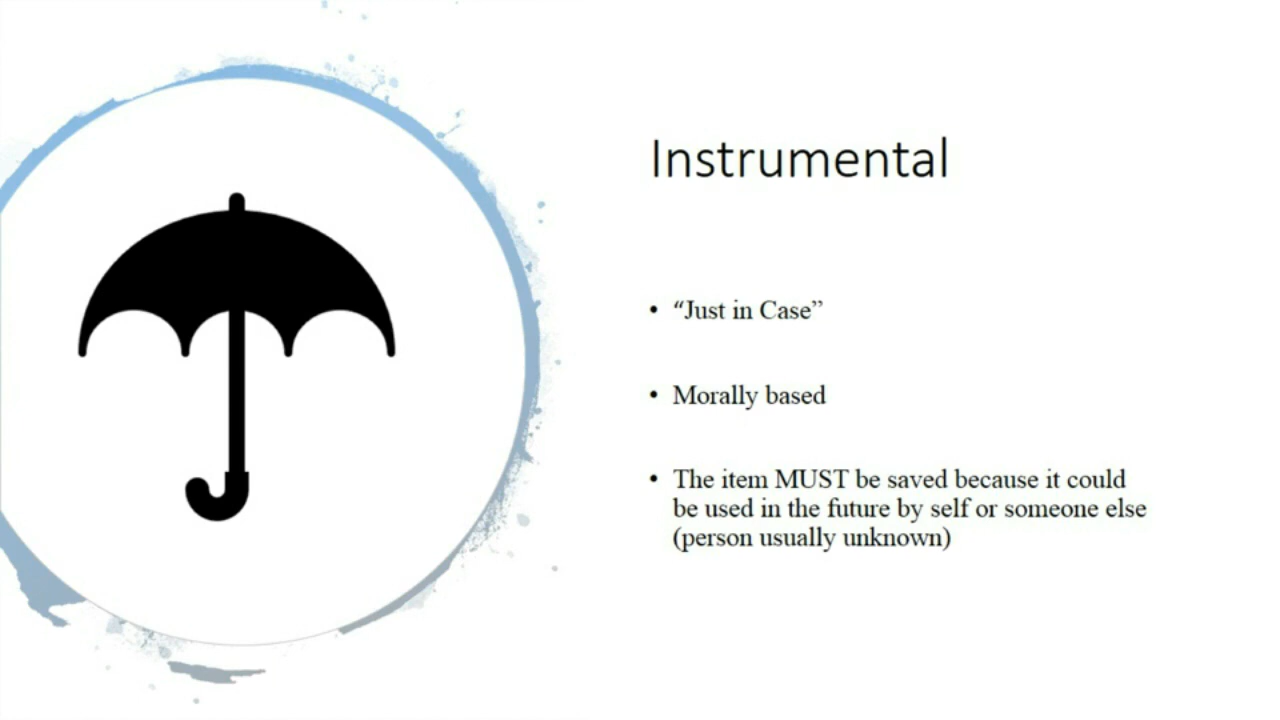 Instrumental
• “Just in Case”
• Morally based
• The item MUST be saved because it could
be used in the future by self or someone else
(person usually unknown)